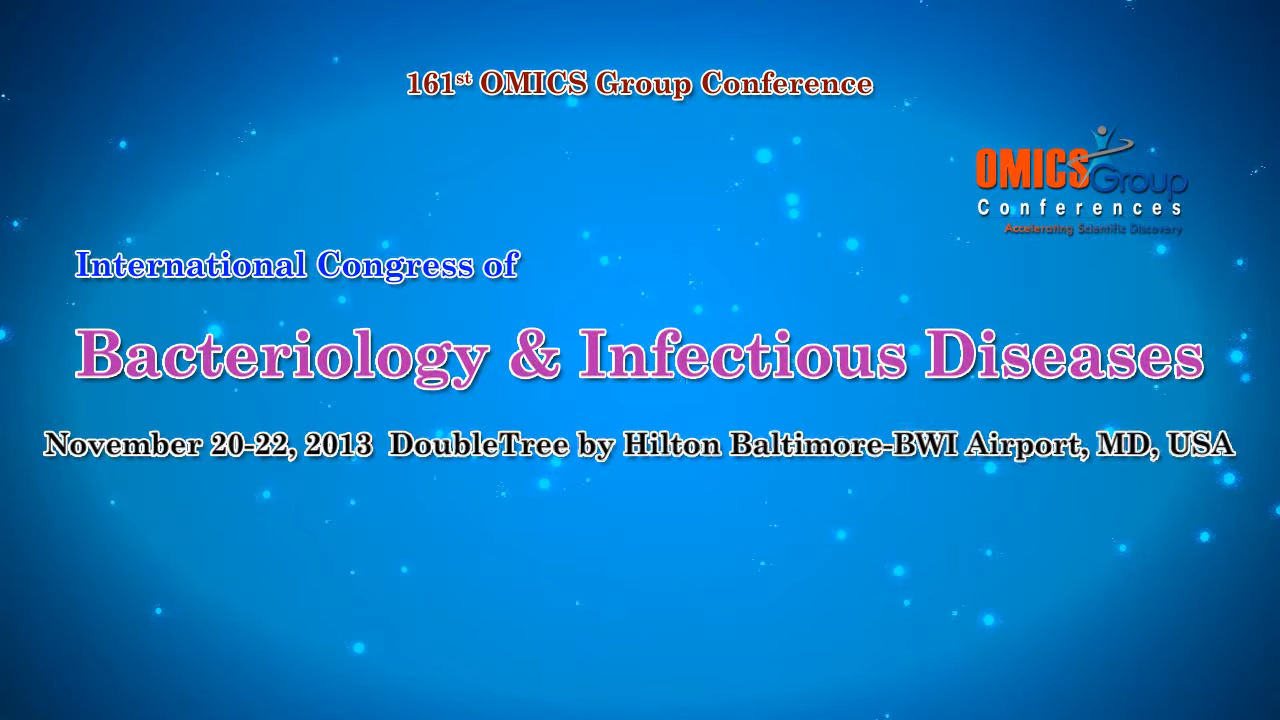 161st OMICS Group Conference
OMICS Group
Conferences
Accelerating Scientific Discovery
International Congress of
Bacteriology & Infectious Diseases
November 20-22, 2013 DoubleTree by Hilton Baltimore-BWI Airport, MD, USA